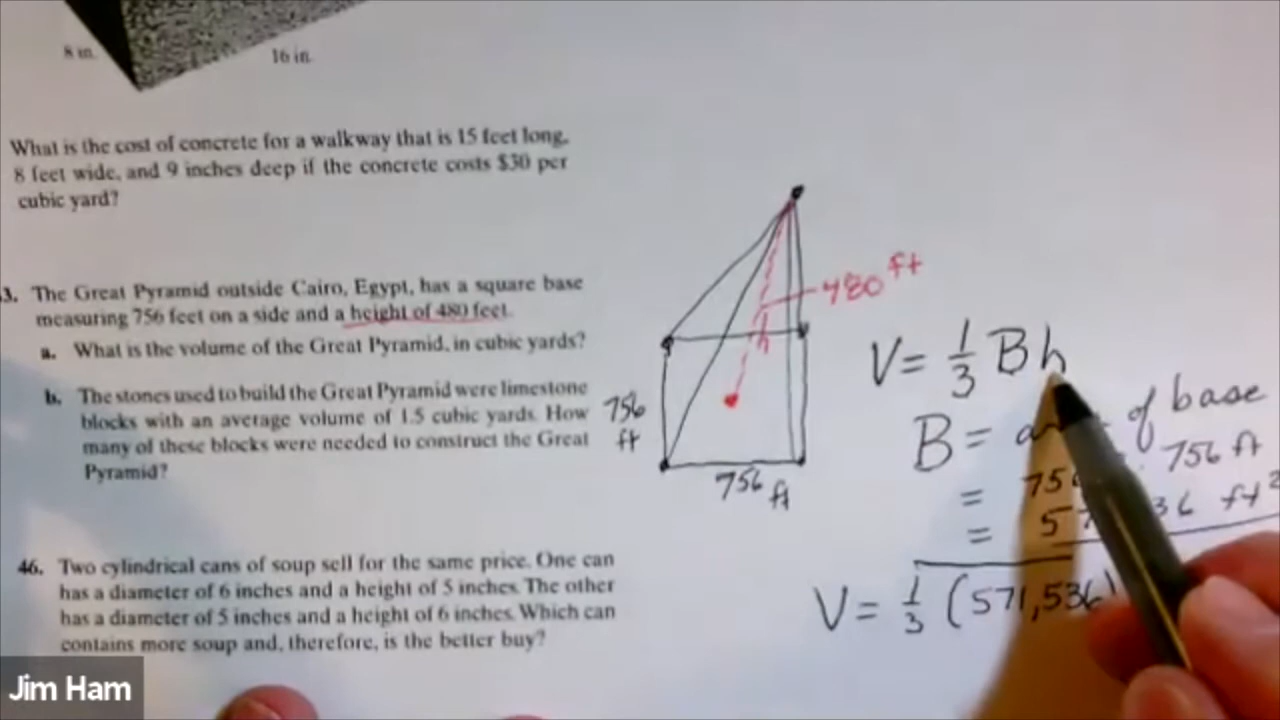 8 in.
16 in.
What is the cost of concrete for a walkway that is 15 feet long,
8 feet wide, and 9 inches deep if the concrete costs $30 per
cubic yard?
3. The Great Pyramid outside Cairo, Egypt, has a square base
measuring 756 feet on a side and a height of 480 feet.
a. What is the volume of the Great Pyramid, in cubic yards?
b. The stones used to build the Great Pyramid were limestone
blocks with an average volume of 1.5 cubic yards. How
many of these blocks were needed to construct the Great
Pyramid?
46. Two cylindrical cans of soup sell for the same price. One can
has a diameter of 6 inches and a height of 5 inches. The other
has a diameter of 5 inches and a height of 6 inches. Which can
contains more soup and, therefore, is the better buy?
480 ft
h
756
ft
756 ft
V = 1/3 Bh
B = of base
= 756 ft
= ft²
V = 1/3 (571,536)
Jim Ham